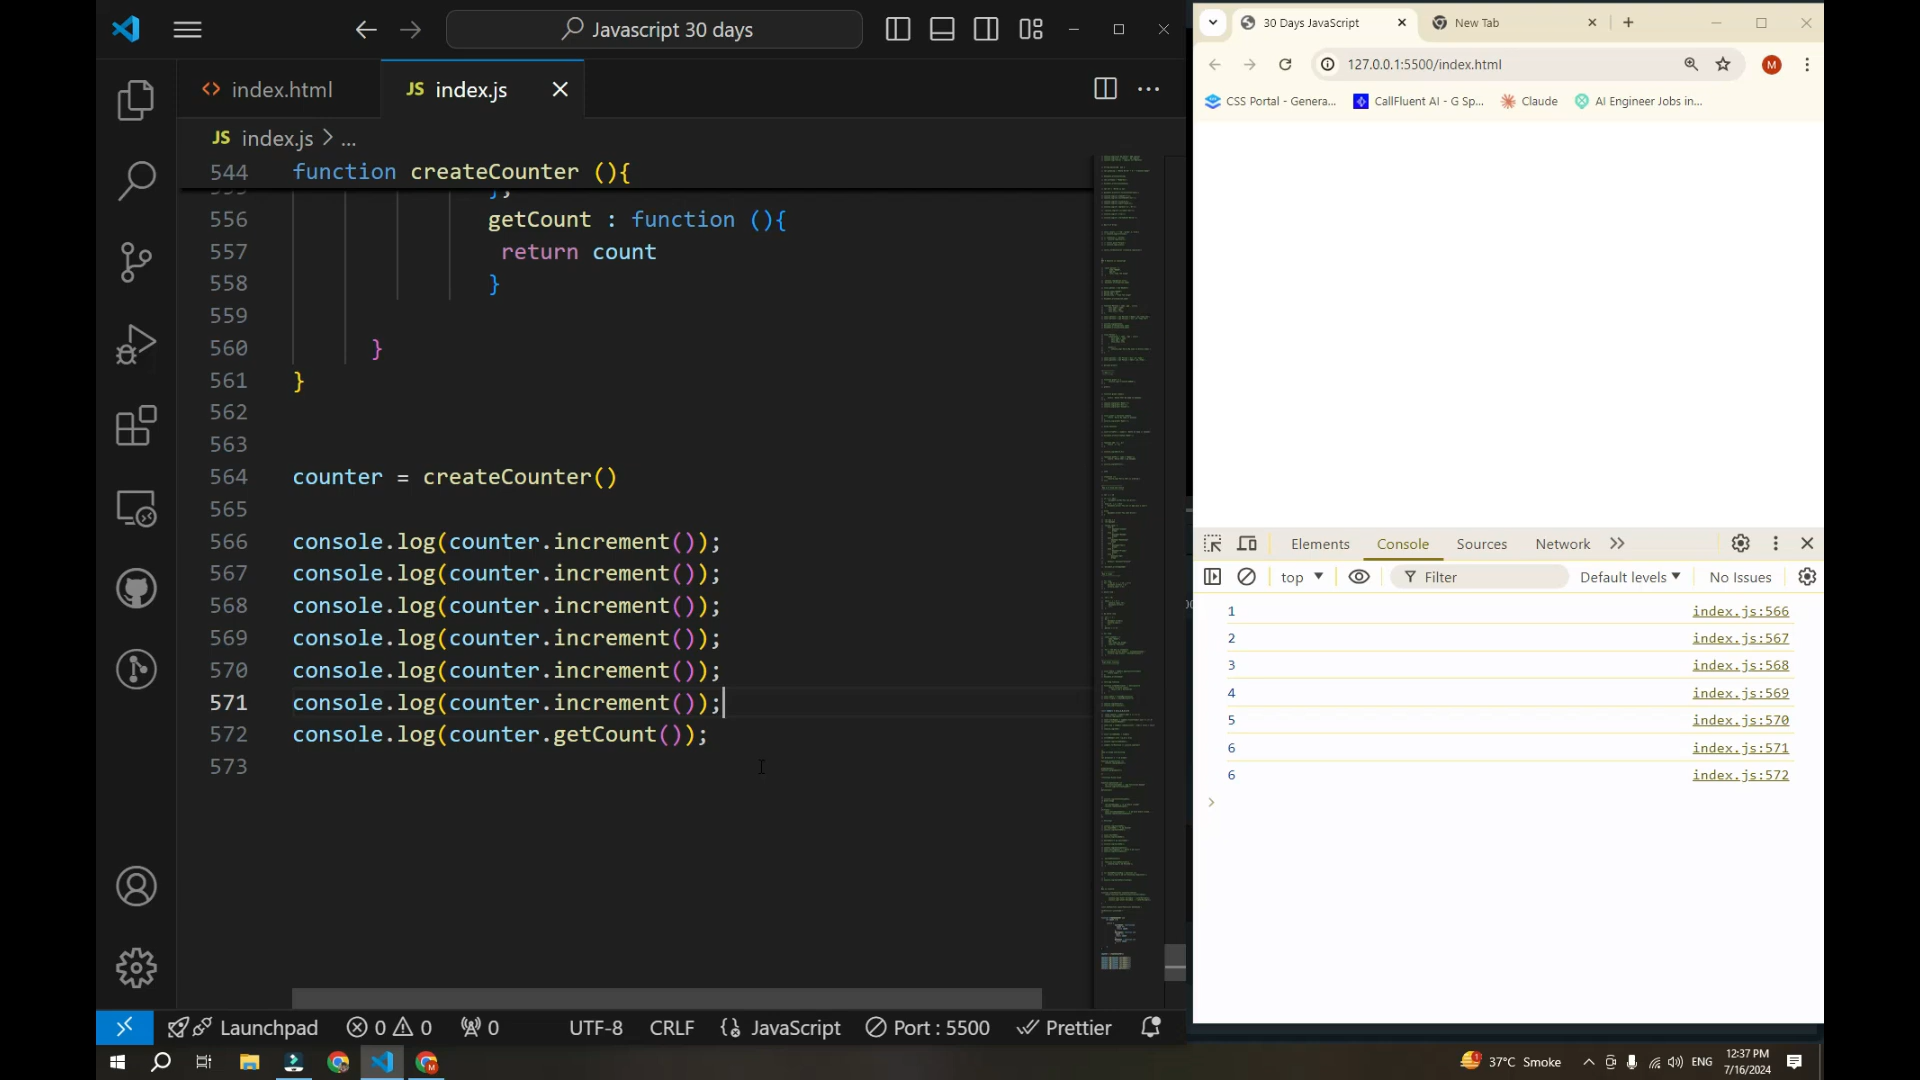 Javascript 30 days
index.html
JS index.js
JS index.js > ...
544 function createCounter (){
556 getCount : function (){
557 return count
558 }
559
560 }
561 }
562
563
564 counter = createCounter()
565
566 console.log(counter.increment());
567 console.log(counter.increment());
568 console.log(counter.increment());
569 console.log(counter.increment());
570 console.log(counter.increment());
571 console.log(counter.increment());
572 console.log(counter.getCount());
573
Launchpad 0 0 0 UTF-8 CRLF {} JavaScript Port : 5500 Prettier
30 Days JavaScript
New Tab
127.0.0.1:5500/index.html
M
CSS Portal - Genera...
CallFluent AI - G Sp...
Claude
AI Engineer Jobs in...
Elements Console Sources Network
top Filter Default levels No Issues
1 index.js:566
2 index.js:567
3 index.js:568
4 index.js:569
5 index.js:570
6 index.js:571
6 index.js:572
37°C Smoke
ENG
12:37 PM
7/16/2024